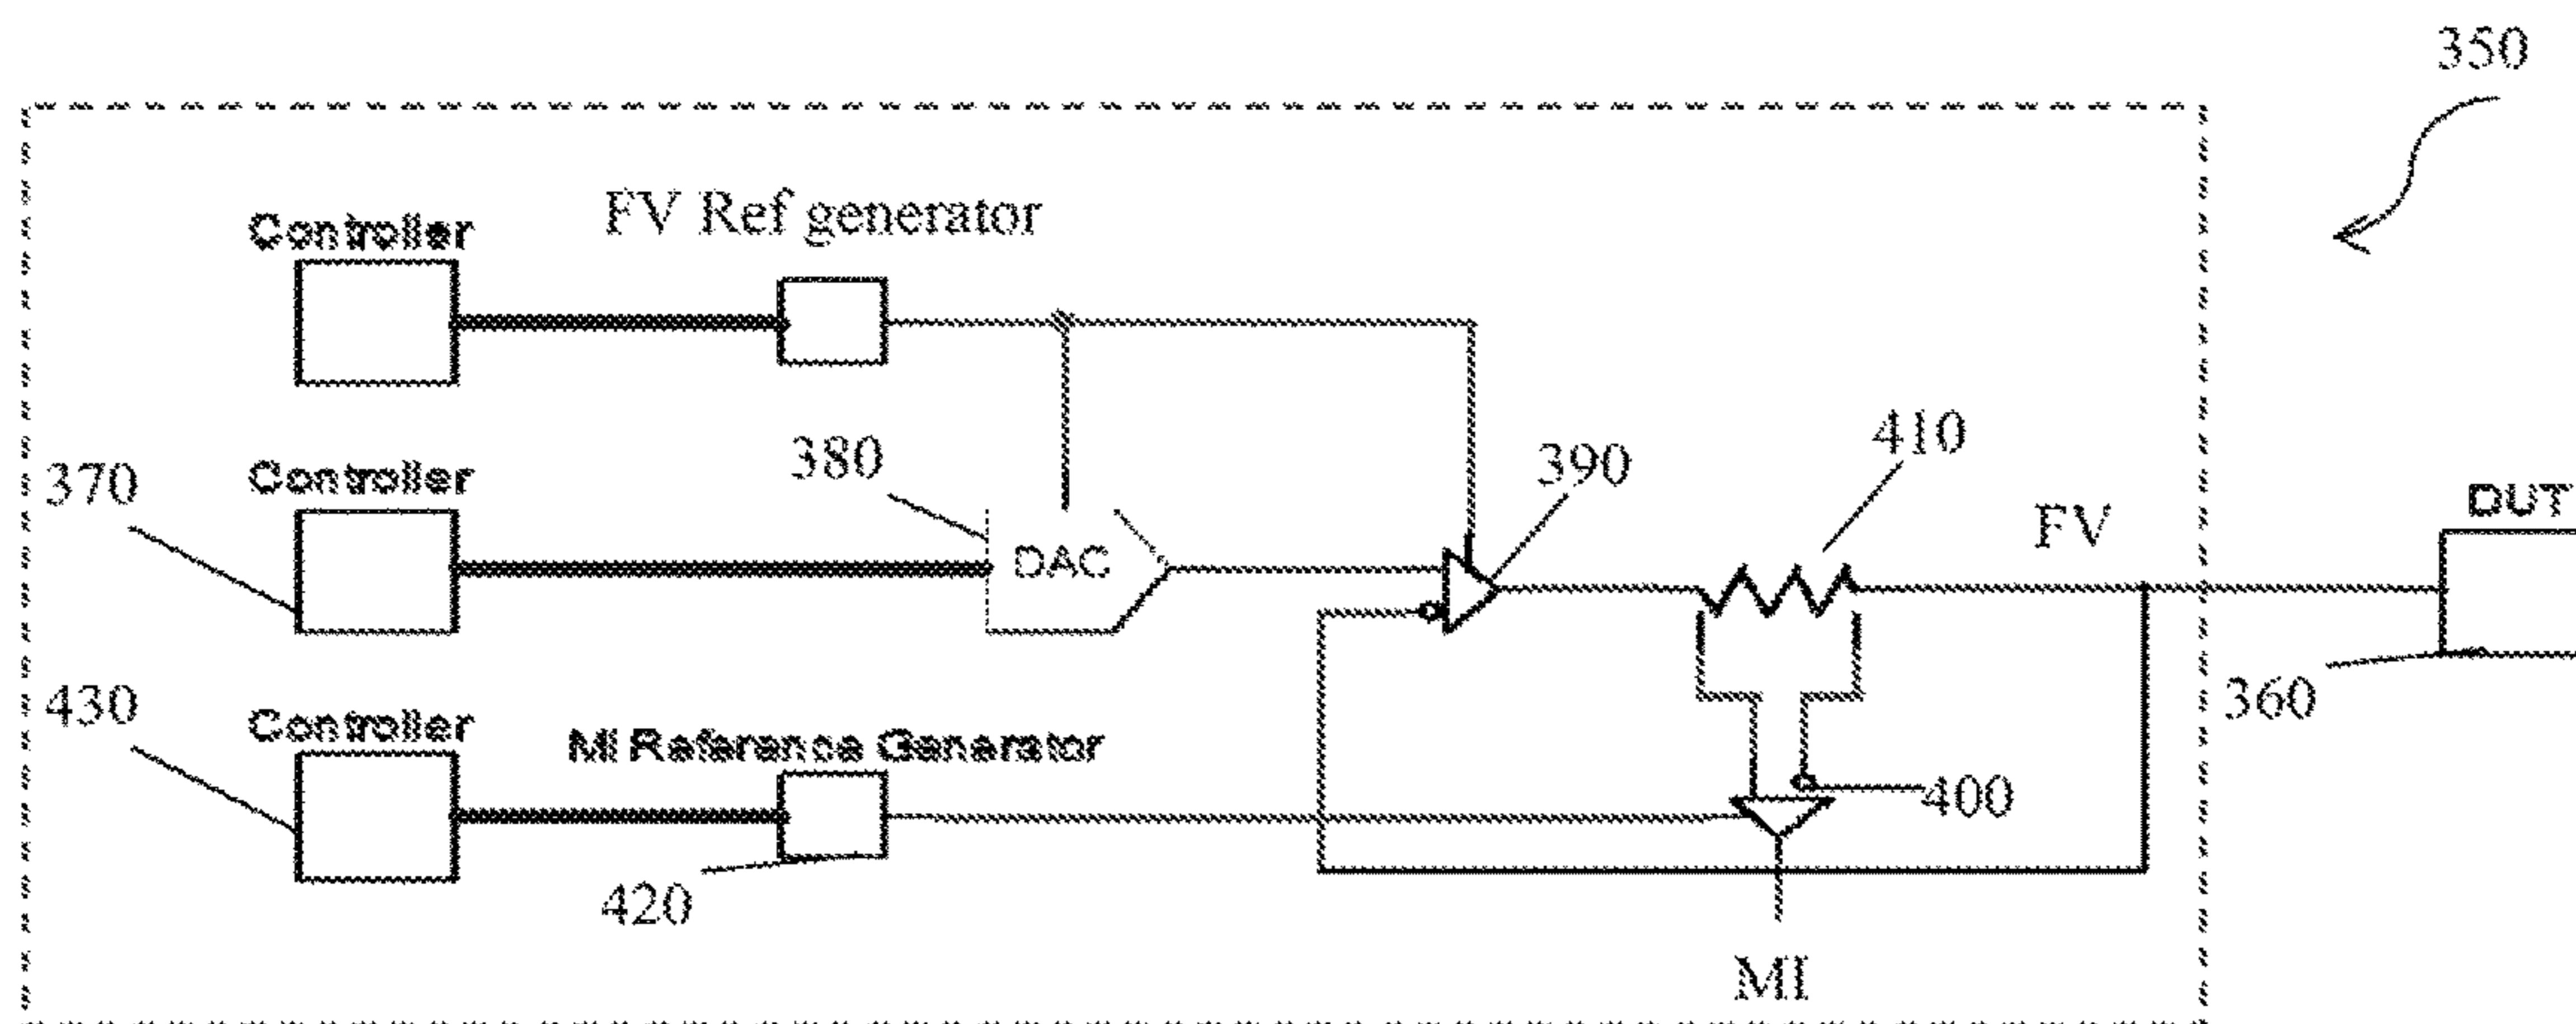 350
Controller
FV Ref generator
370
Controller
380
DAC
390
410
FV
DUT
360
430
Controller
MI Reference Generator
420
400
MI